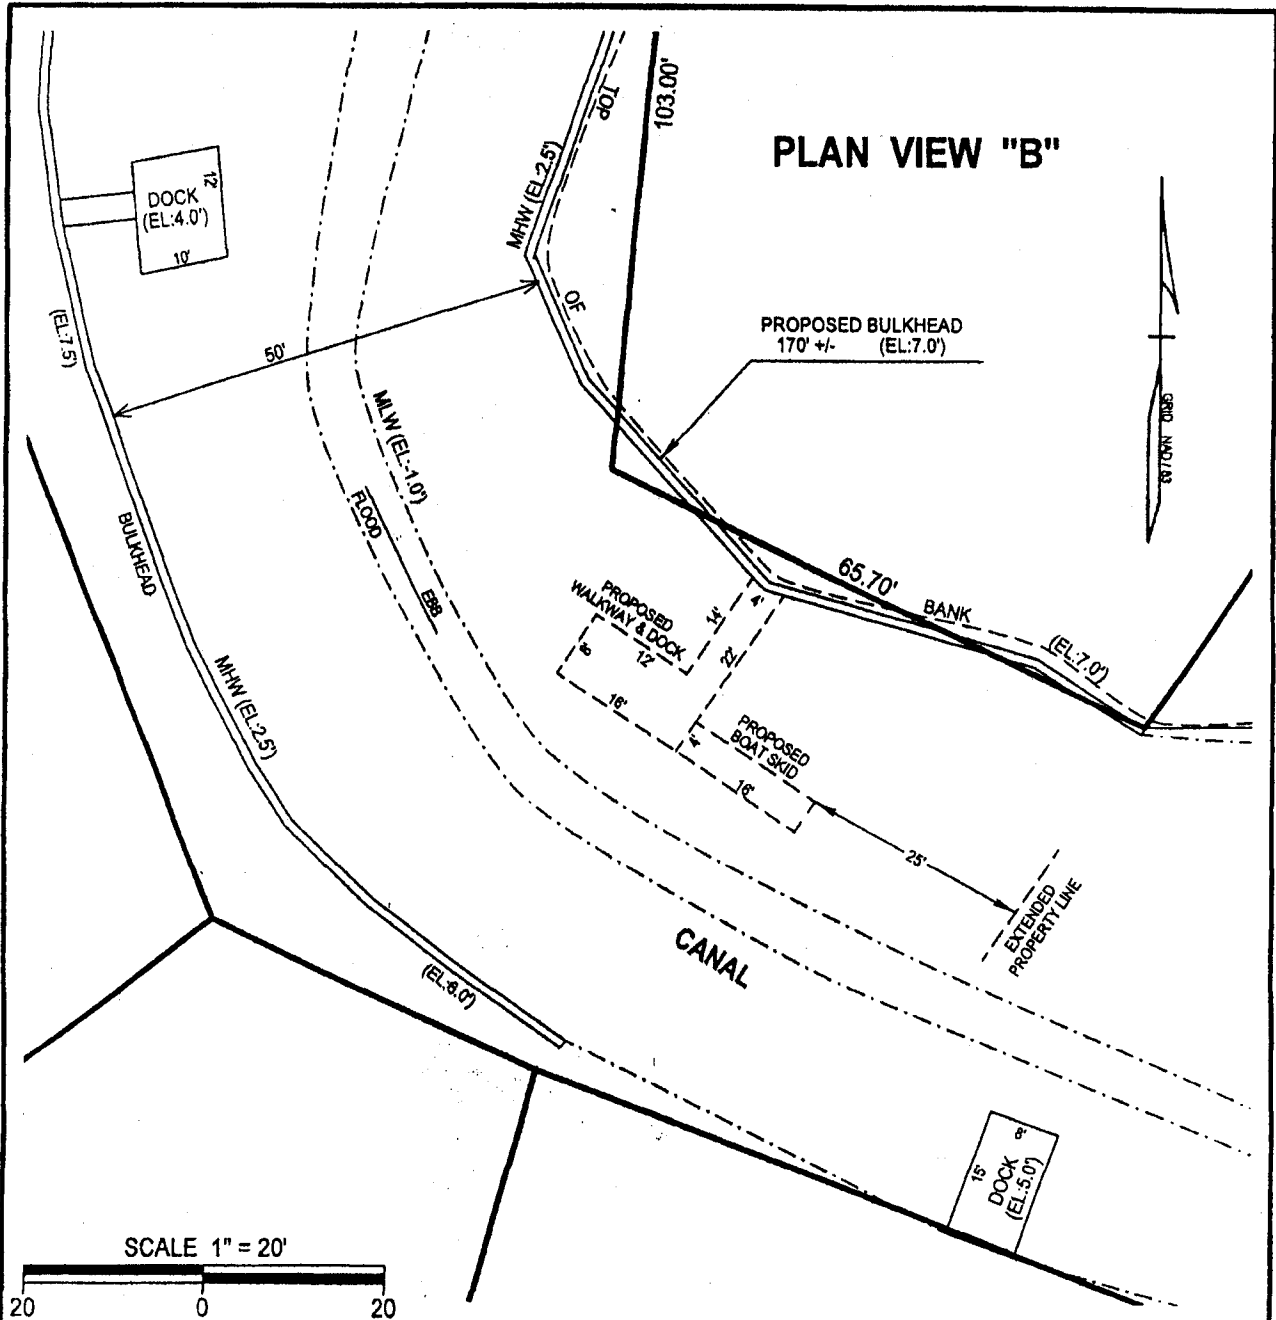 PLAN VIEW "B"
103.00'
TOP
MHW (EL:2.5')
OF
DOCK
(EL:4.0')
12'
10'
(EL:7.5')
50'
PROPOSED BULKHEAD
170' +/- (EL:7.0')
GRID NAD/83
MLW (EL:-1.0')
FLOOD
EBB
BULKHEAD
65.70'
BANK
(EL:7.0')
PROPOSED
WALKWAY & DOCK
14'
4'
12'
8'
22'
16'
PROPOSED
BOAT SKID
4'
16'
25'
MHW (EL:2.5')
EXTENDED
PROPERTY LINE
CANAL
(EL:6.0')
8'
15'
DOCK
(EL:5.0')
SCALE 1" = 20'
20 0 20